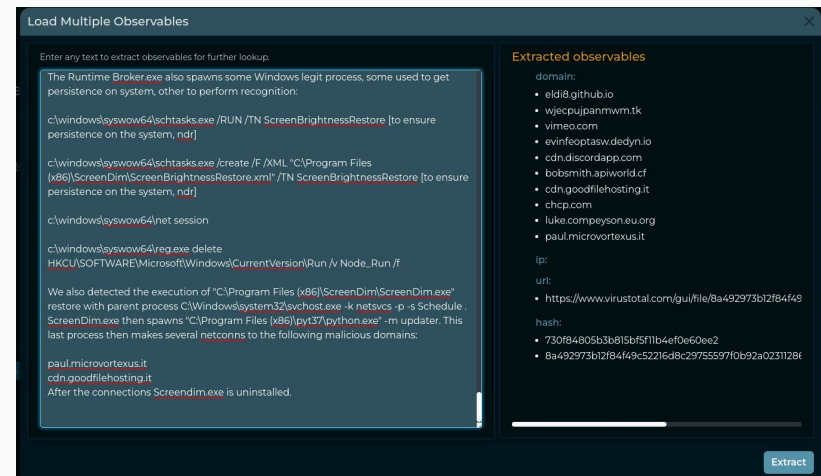 Load Multiple Observables
Enter any text to extract observables for further lookup.
The Runtime Broker.exe also spawns some Windows legit process, some used to get
persistence on system, other to perform recognition:
c:\windows\syswow64\schtasks.exe /RUN /TN ScreenBrightnessRestore [to ensure
persistence on the system, ndr]
c:\windows\syswow64\schtasks.exe /create /F /XML "C:\Program Files
(x86)\ScreenDim\ScreenBrightnessRestore.xml" /TN ScreenBrightnessRestore [to ensure
persistence on the system, ndr]
c:\windows\syswow64\net session
c:\windows\syswow64\reg.exe delete
HKCU\SOFTWARE\Microsoft\Windows\CurrentVersion\Run /v Node_Run /f
We also detected the execution of "C:\Program Files (x86)\ScreenDim\ScreenDim.exe"
restore with parent process C:\Windows\system32\svchost.exe -k netsvcs -p -s Schedule .
ScreenDim.exe then spawns "C:\Program Files (x86)\pyt37\python.exe" -m updater. This
last process then makes several netconns to the following malicious domains:
paul.microvortexus.it
cdn.goodfilehosting.it
After the connections Screendim.exe is uninstalled.
Extracted observables
domain:
• eldi8.github.io
• wjecpujpanmwm.tk
• vimeo.com
• evinfeoptasw.dedyn.io
• cdn.discordapp.com
• bobsmith.apiworld.cf
• cdn.goodfilehosting.it
• chcp.com
• luke.compeyson.eu.org
• paul.microvortexus.it
ip:
url:
• https://www.virustotal.com/gui/file/8a492973b12f84f49
hash:
• 730f84805b3b815bf5f11b4ef0e60ee2
• 8a492973b12f84f49c52216d8c29755597f0b92a02311286
Extract